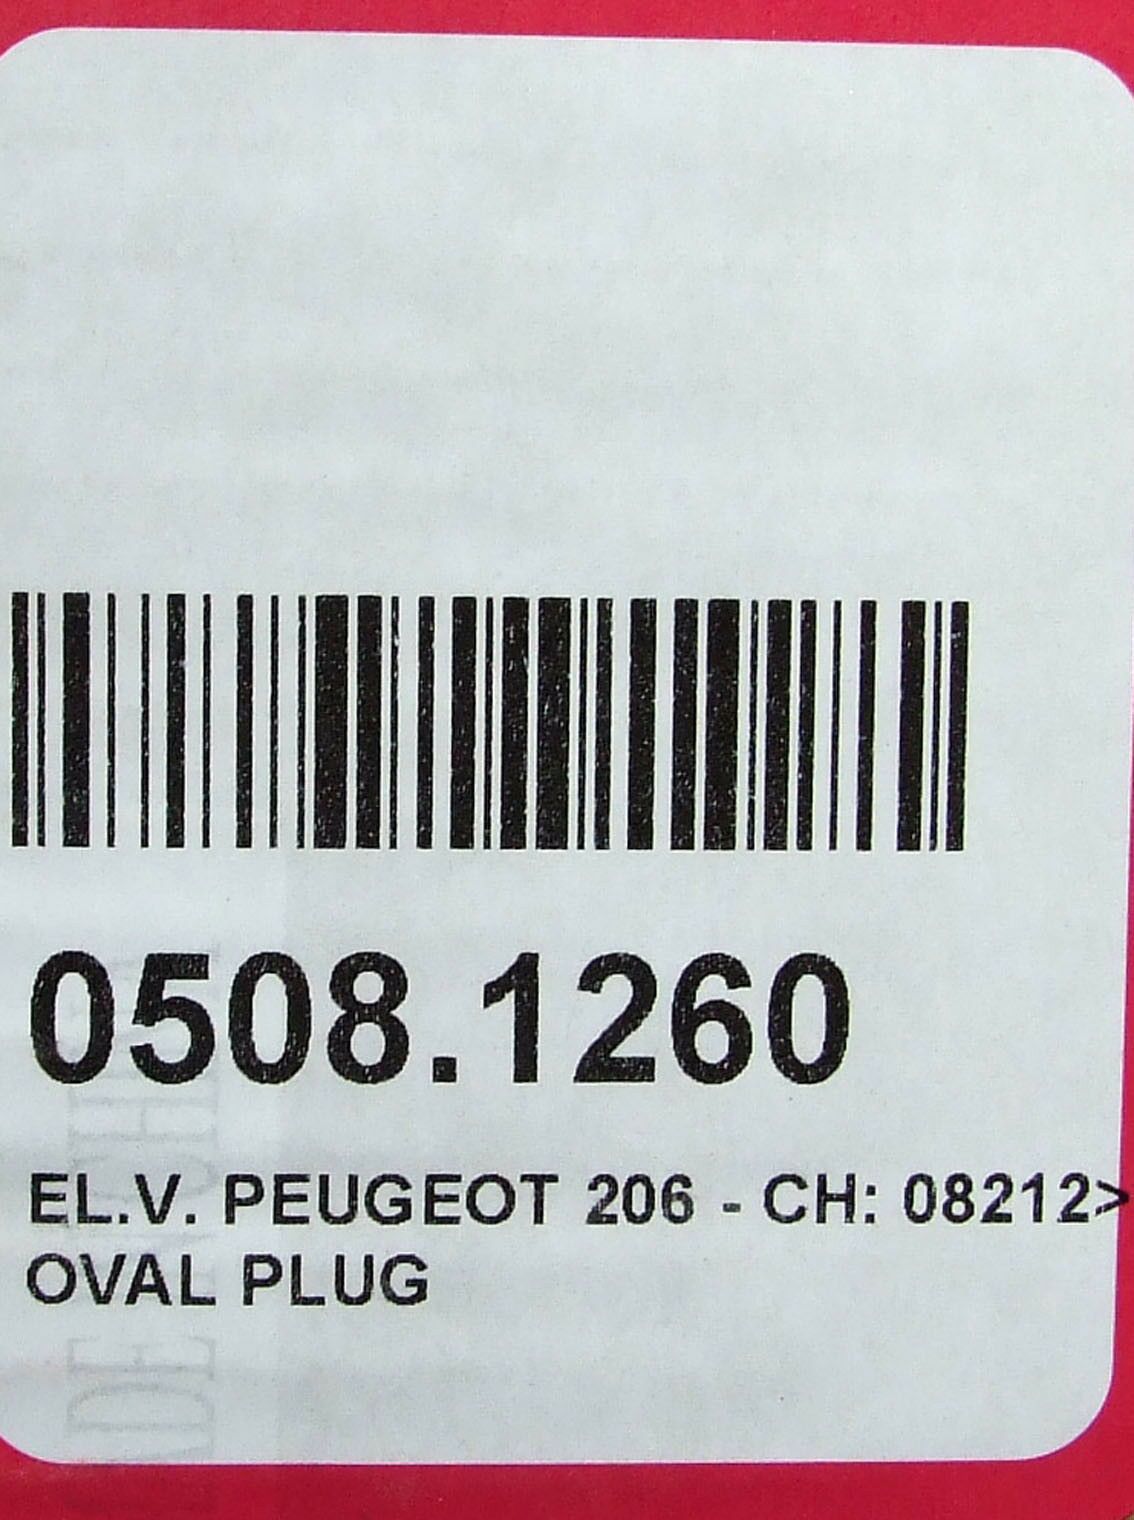 0508.1260
EL.V. PEUGEOT 206 - CH: 08212>
OVAL PLUG